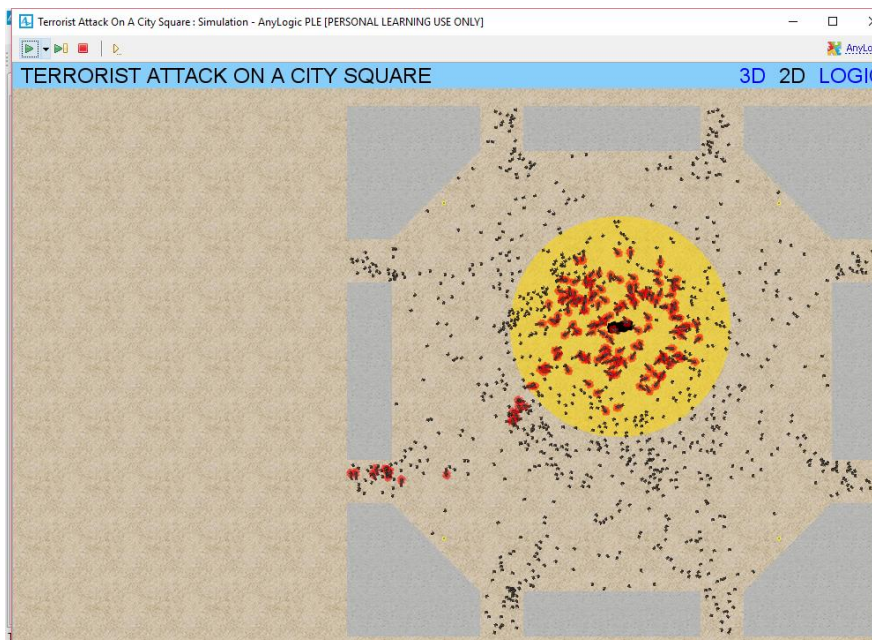 Terrorist Attack On A City Square : Simulation - AnyLogic PLE [PERSONAL LEARNING USE ONLY]
TERRORIST ATTACK ON A CITY SQUARE
3D 2D